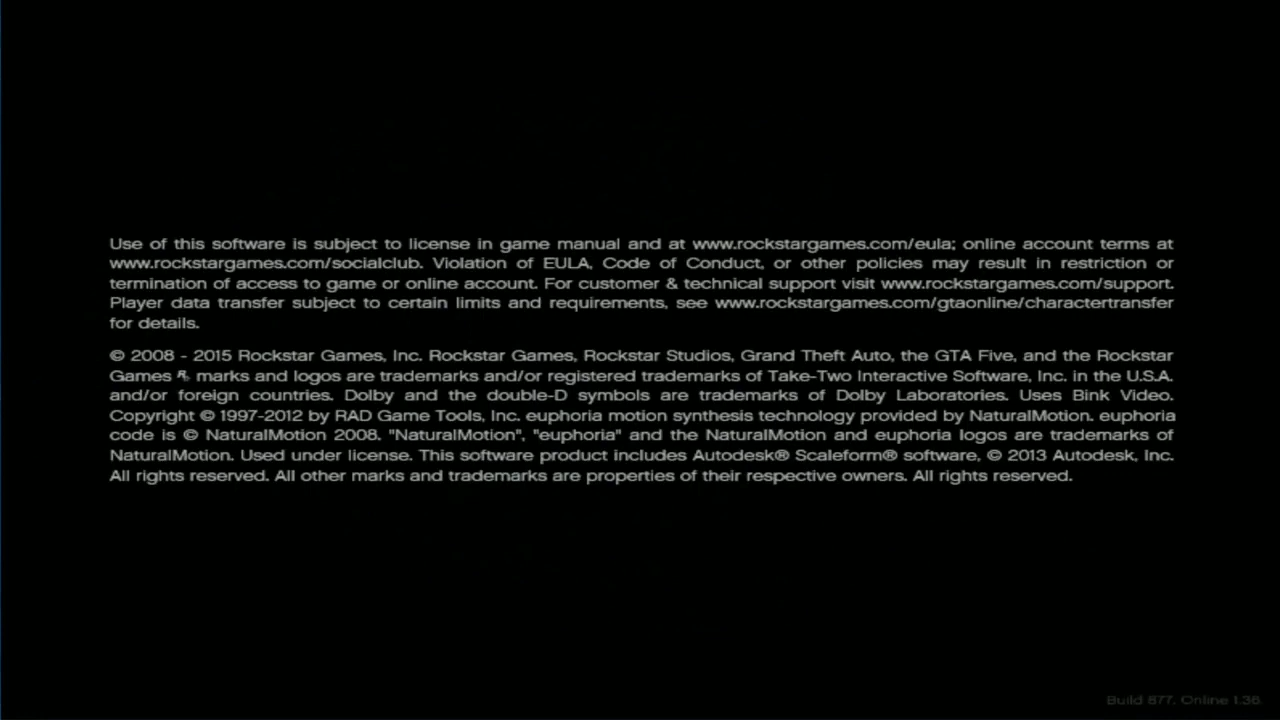 Use of this software is subject to license in game manual and at www.rockstargames.com/eula; online account terms at
www.rockstargames.com/socialclub. Violation of EULA, Code of Conduct, or other policies may result in restriction or
termination of access to game or online account. For customer & technical support visit www.rockstargames.com/support.
Player data transfer subject to certain limits and requirements, see www.rockstargames.com/gtaonline/charactertransfer
for details.
© 2008 - 2015 Rockstar Games, Inc. Rockstar Games, Rockstar Studios, Grand Theft Auto, the GTA Five, and the Rockstar
Games R* marks and logos are trademarks and/or registered trademarks of Take-Two Interactive Software, Inc. in the U.S.A.
and/or foreign countries. Dolby and the double-D symbols are trademarks of Dolby Laboratories. Uses Bink Video.
Copyright © 1997-2012 by RAD Game Tools, Inc. euphoria motion synthesis technology provided by NaturalMotion. euphoria
code is © NaturalMotion 2008. "NaturalMotion", "euphoria" and the NaturalMotion and euphoria logos are trademarks of
NaturalMotion. Used under license. This software product includes Autodesk® Scaleform® software, © 2013 Autodesk, Inc.
All rights reserved. All other marks and trademarks are properties of their respective owners. All rights reserved.
Build 877. Online 1.36.